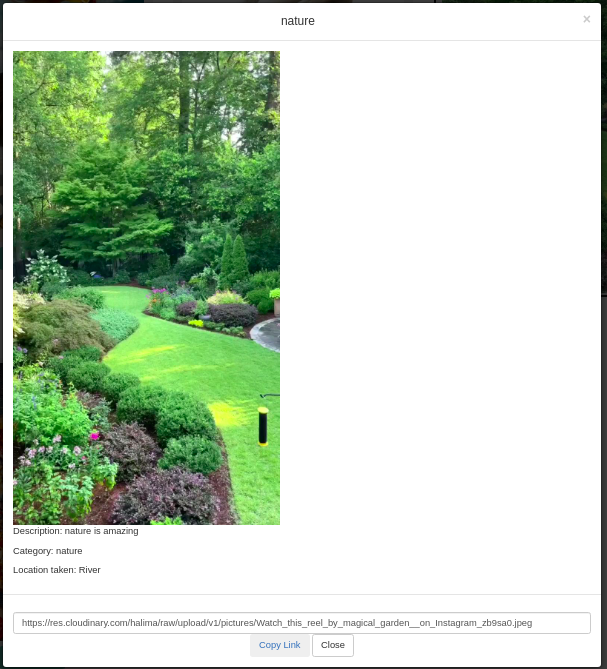 nature
×
Description: nature is amazing
Category: nature
Location taken: River
https://res.cloudinary.com/halima/raw/upload/v1/pictures/Watch_this_reel_by_magical_garden__on_Instagram_zb9sa0.jpeg
Copy Link Close